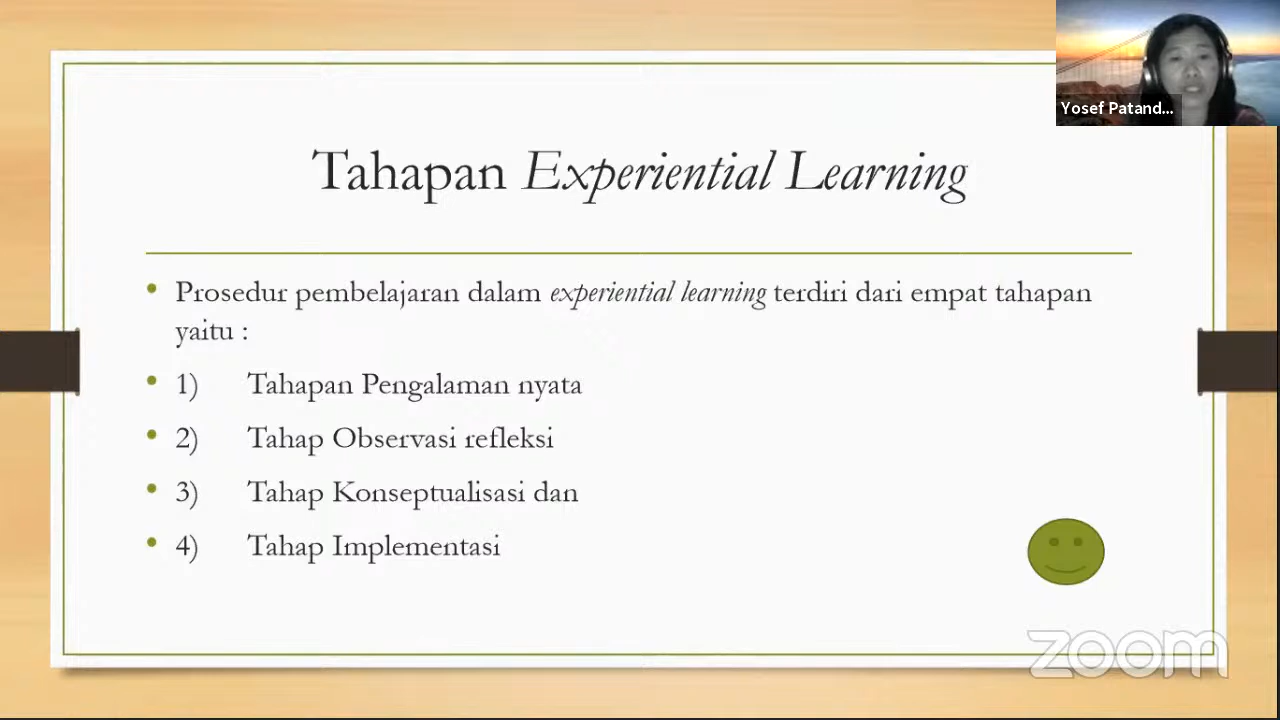 Yosef Patand...
Tahapan Experiential Learning
• Prosedur pembelajaran dalam experiential learning terdiri dari empat tahapan
yaitu :
• 1) Tahapan Pengalaman nyata
• 2) Tahap Observasi refleksi
• 3) Tahap Konseptualisasi dan
• 4) Tahap Implementasi
zoom